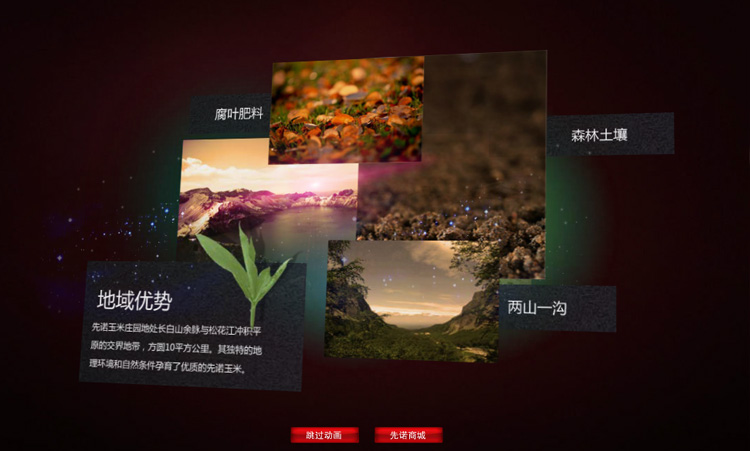 腐叶肥料
森林土壤
地域优势
先诺玉米庄园地处长白山余脉与松花江冲积平
原的交界地带，方圆10平方公里。其独特的地
理环境和自然条件孕育了优质的先诺玉米。
两山一沟
跳过动画
先诺商城